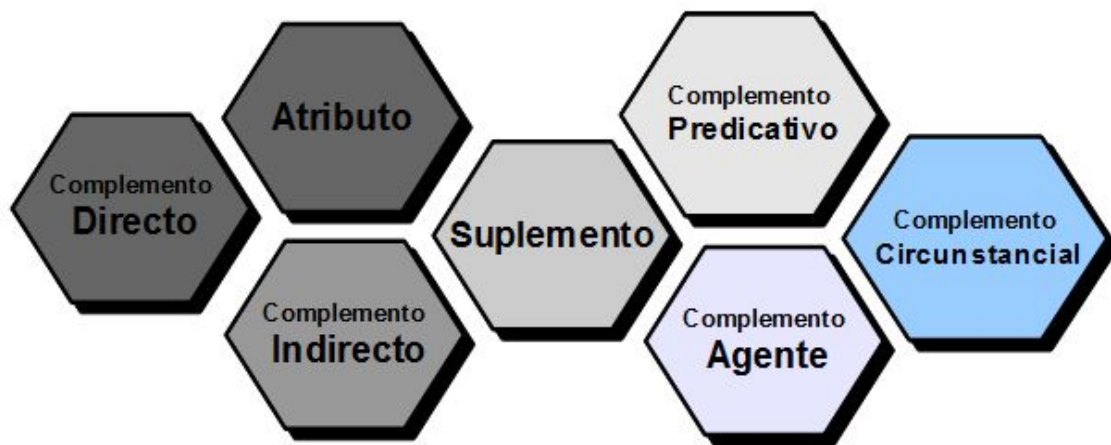 Complemento
Directo
Atributo
Complemento
Indirecto
Suplemento
Complemento
Predicativo
Complemento
Agente
Complemento
Circunstancial